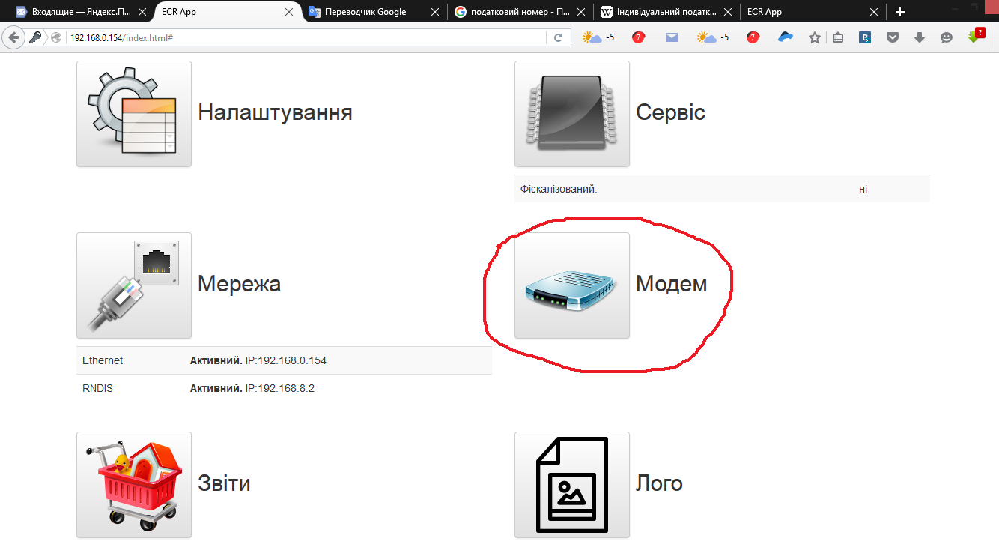 Входящие — Яндекс.П...
ECR App
Переводчик Google
податковий номер - П...
Індивідуальний податк...
ECR App
192.168.0.154/index.html#
-5
7
-5
7
?
Налаштування
Сервіс
Фіскалізований: ні
Мережа
Модем
Ethernet Активний. IP:192.168.0.154
RNDIS Активний. IP:192.168.8.2
Звіти
Лого